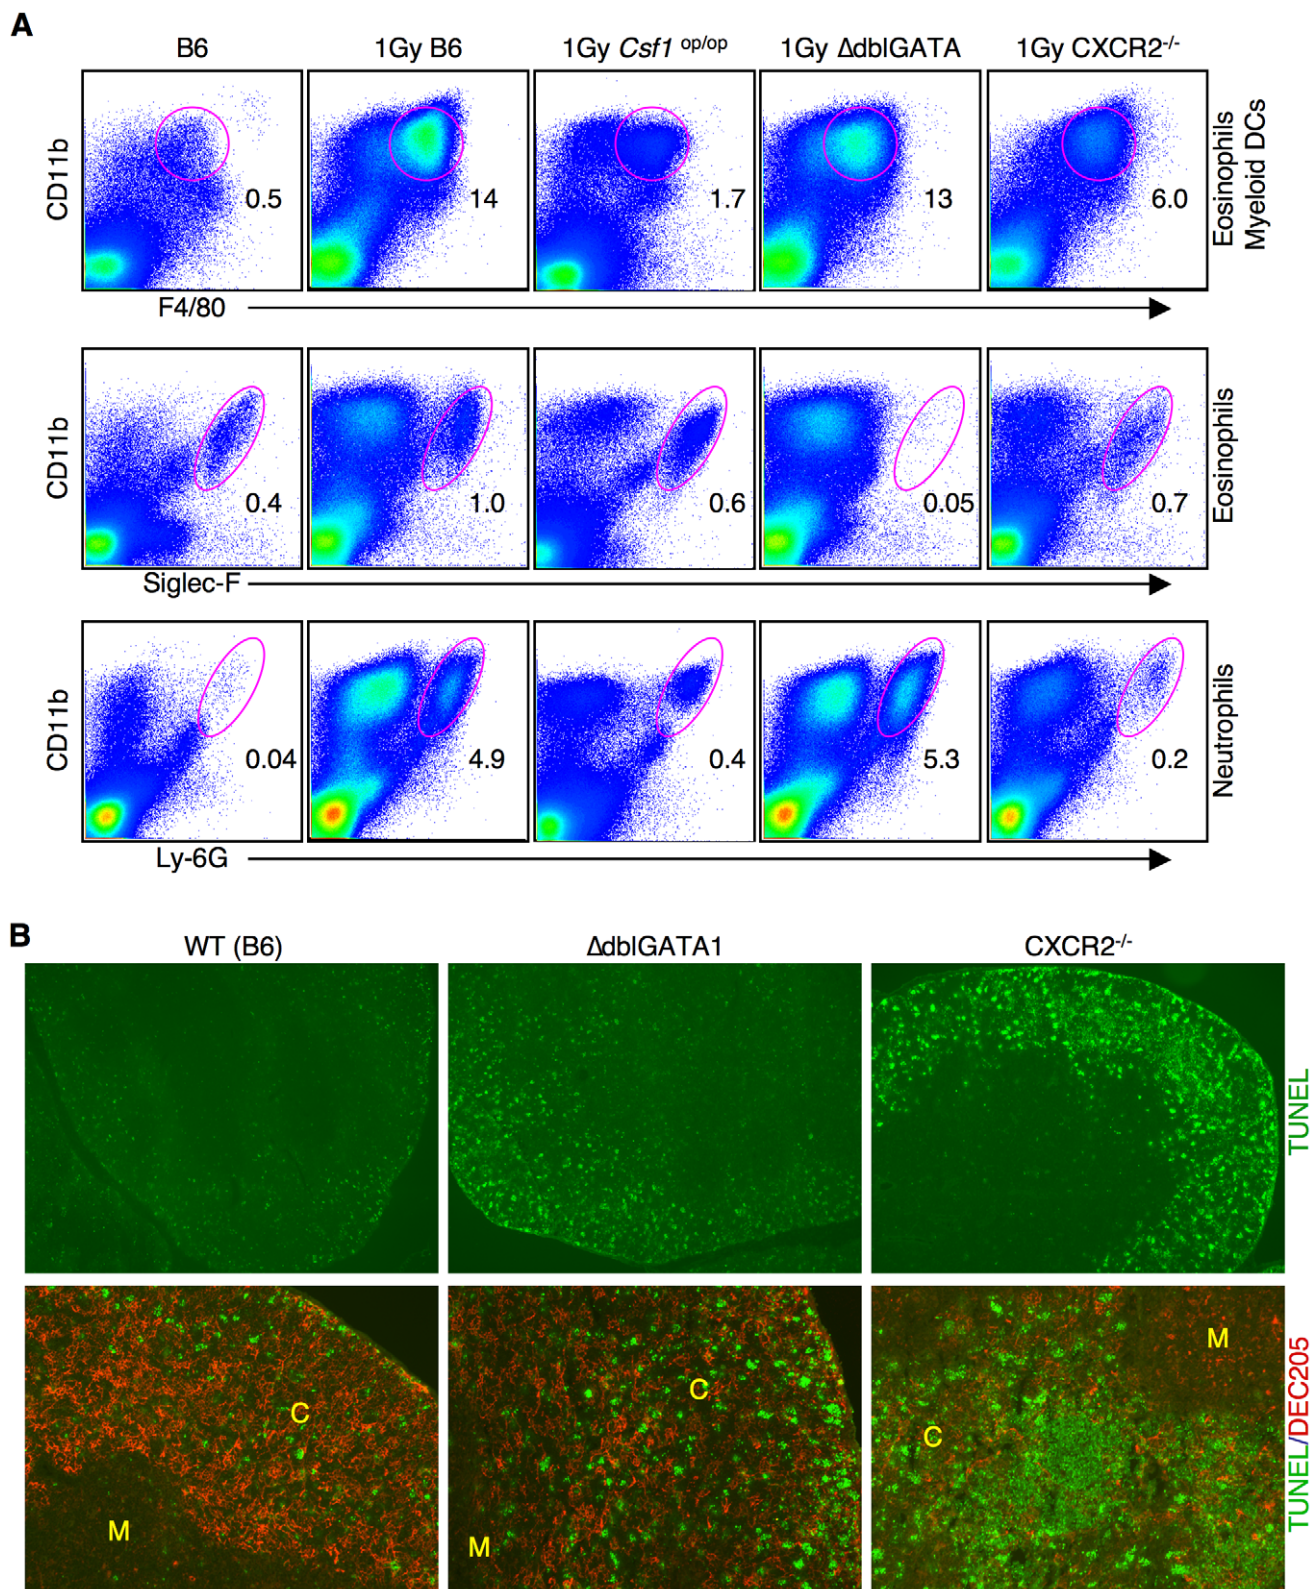 A
B6 1Gy B6 1Gy Csf1 op/op 1Gy ΔdblGATA 1Gy CXCR2-/-
CD11b
0.5 14 1.7 13 6.0
Eosinophils
Myeloid DCs
F4/80
CD11b
0.4 1.0 0.6 0.05 0.7
Eosinophils
Siglec-F
CD11b
0.04 4.9 0.4 5.3 0.2
Neutrophils
Ly-6G
B
WT (B6) ΔdblGATA1 CXCR2-/-
TUNEL
C
M
C
M
M
C
TUNEL/DEC205